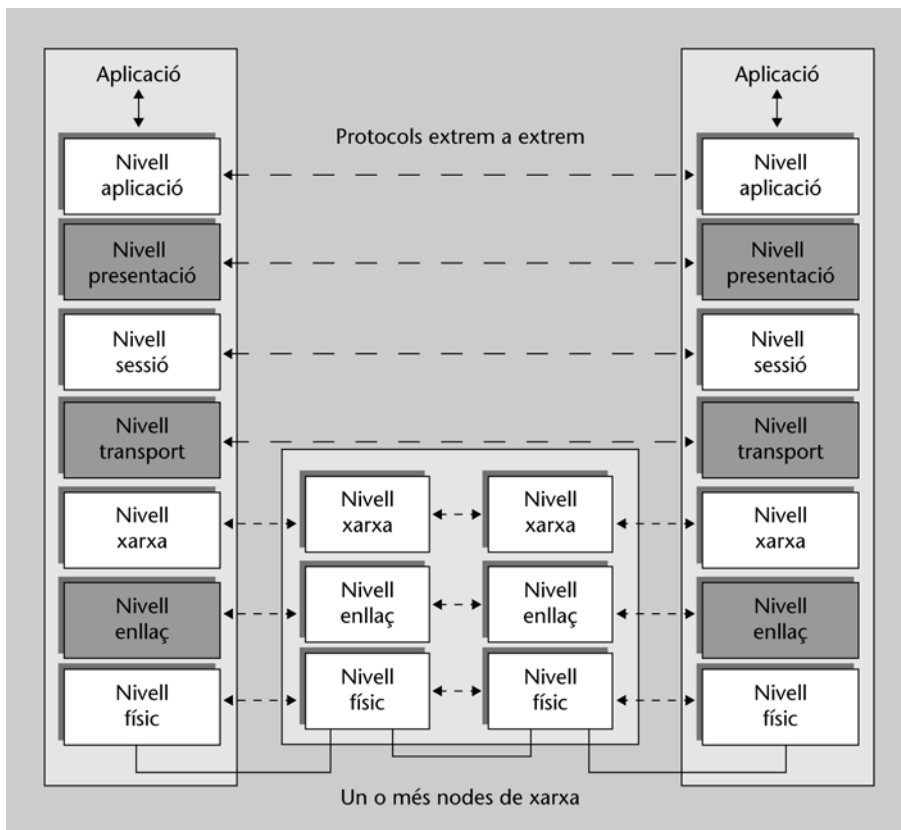 Aplicació
Aplicació
Protocols extrem a extrem
Nivell
aplicació
Nivell
aplicació
Nivell
presentació
Nivell
presentació
Nivell
sessió
Nivell
sessió
Nivell
transport
Nivell
transport
Nivell
xarxa
Nivell
xarxa
Nivell
xarxa
Nivell
xarxa
Nivell
enllaç
Nivell
enllaç
Nivell
enllaç
Nivell
enllaç
Nivell
físic
Nivell
físic
Nivell
físic
Nivell
físic
Un o més nodes de xarxa